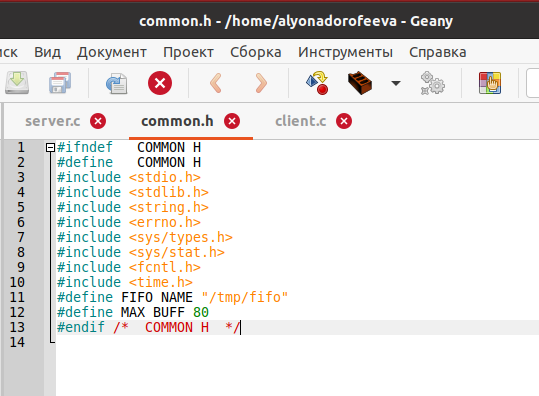 common.h - /home/alyonadorofeeva - Geany
ск Вид Документ Проект Сборка Инструменты Справка
server.c common.h client.c
1 #ifndef   COMMON H
2 #define   COMMON H
3 #include <stdio.h>
4 #include <stdlib.h>
5 #include <string.h>
6 #include <errno.h>
7 #include <sys/types.h>
8 #include <sys/stat.h>
9 #include <fcntl.h>
10 #include <time.h>
11 #define FIFO NAME "/tmp/fifo"
12 #define MAX BUFF 80
13 #endif /*  COMMON H  */
14